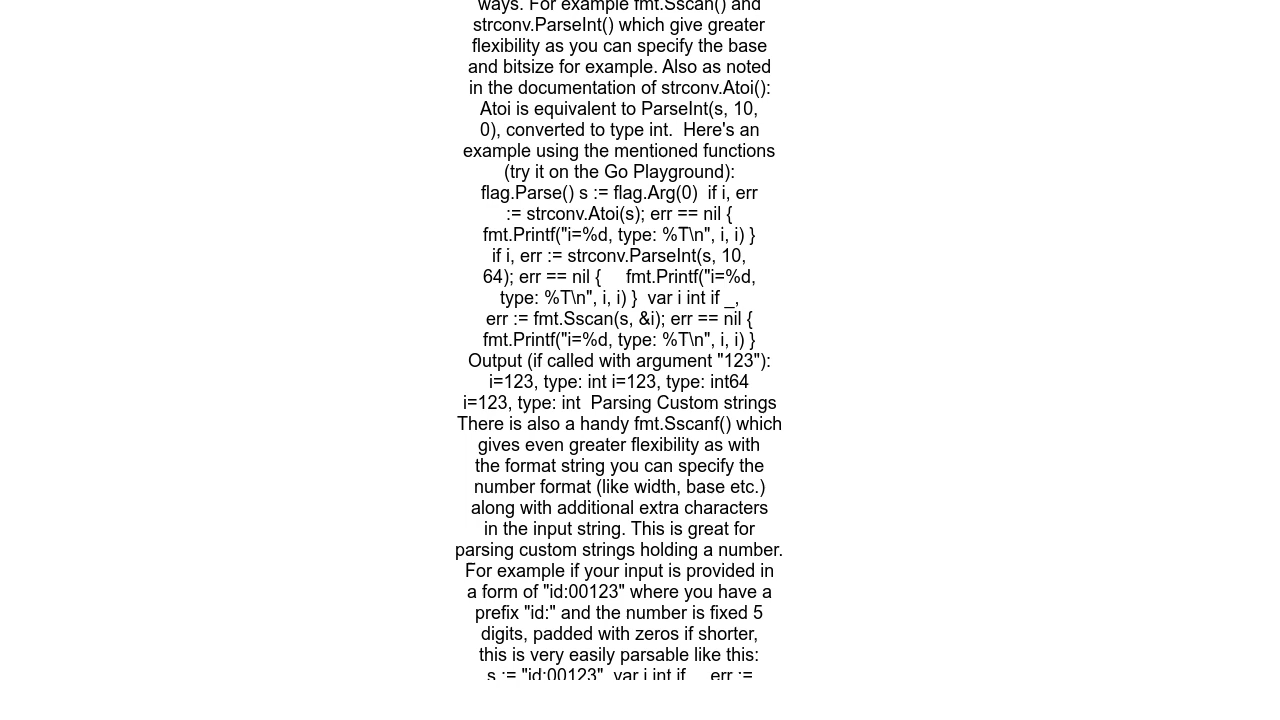 ways. For example fmt.Sscan() and
strconv.ParseInt() which give greater
flexibility as you can specify the base
and bitsize for example. Also as noted
in the documentation of strconv.Atoi():
Atoi is equivalent to ParseInt(s, 10,
0), converted to type int.  Here's an
example using the mentioned functions
(try it on the Go Playground):
flag.Parse() s := flag.Arg(0)  if i, err
:= strconv.Atoi(s); err == nil {
fmt.Printf("i=%d, type: %T\n", i, i) }
if i, err := strconv.ParseInt(s, 10,
64); err == nil {     fmt.Printf("i=%d,
type: %T\n", i, i) }  var i int if _,
err := fmt.Sscan(s, &i); err == nil {
fmt.Printf("i=%d, type: %T\n", i, i) }
Output (if called with argument "123"):
i=123, type: int i=123, type: int64
i=123, type: int  Parsing Custom strings
There is also a handy fmt.Sscanf() which
gives even greater flexibility as with
the format string you can specify the
number format (like width, base etc.)
along with additional extra characters
in the input string. This is great for
parsing custom strings holding a number.
For example if your input is provided in
a form of "id:00123" where you have a
prefix "id:" and the number is fixed 5
digits, padded with zeros if shorter,
this is very easily parsable like this:
s := "id:00123"  var i int if     err :=